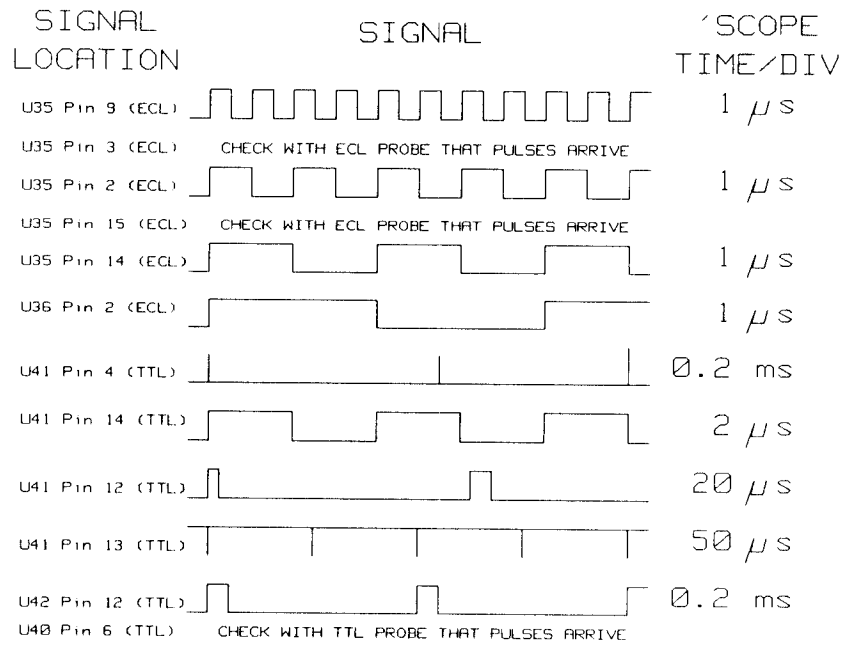 SIGNAL LOCATION
SIGNAL
'SCOPE TIME/DIV
U35 Pin 9 (ECL) 1 µs
U35 Pin 3 (ECL) CHECK WITH ECL PROBE THAT PULSES ARRIVE
U35 Pin 2 (ECL) 1 µs
U35 Pin 15 (ECL) CHECK WITH ECL PROBE THAT PULSES ARRIVE
U35 Pin 14 (ECL) 1 µs
U36 Pin 2 (ECL) 1 µs
U41 Pin 4 (TTL) 0.2 ms
U41 Pin 14 (TTL) 2 µs
U41 Pin 12 (TTL) 20 µs
U41 Pin 13 (TTL) 50 µs
U42 Pin 12 (TTL) 0.2 ms
U40 Pin 6 (TTL) CHECK WITH TTL PROBE THAT PULSES ARRIVE